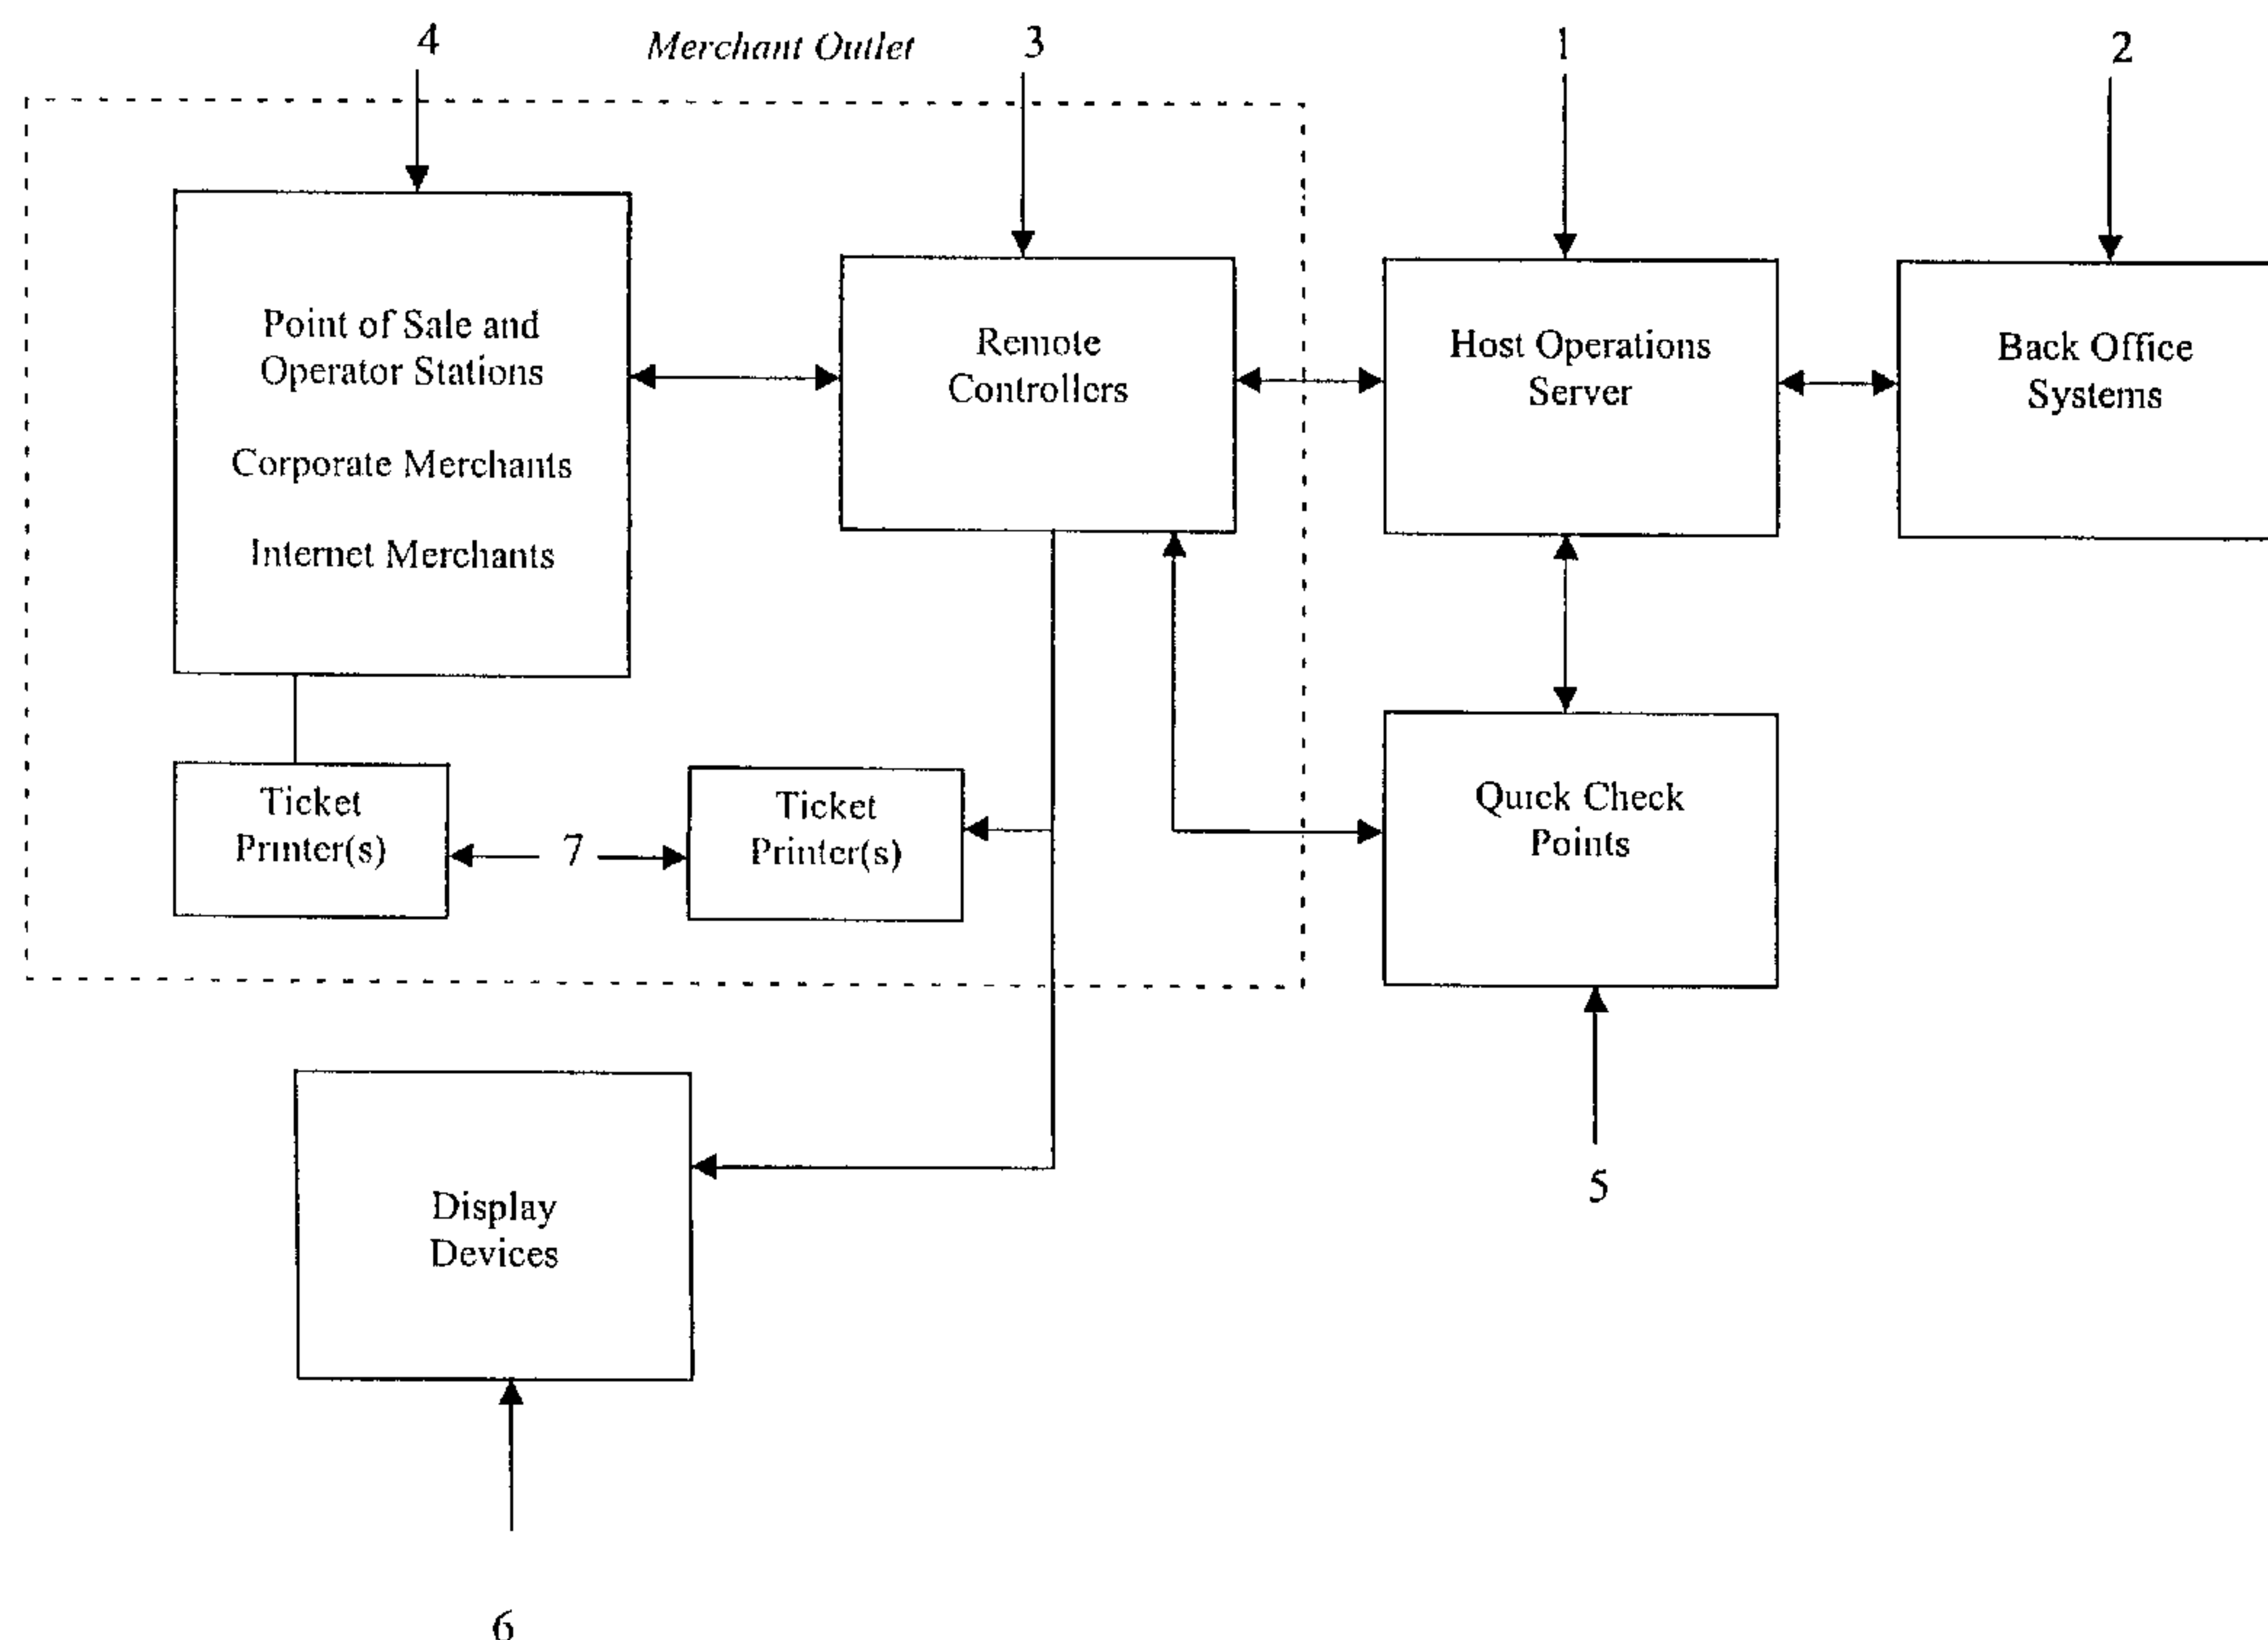 4
Merchant Outlet
3
1
2
Point of Sale and
Operator Stations
Corporate Merchants
Internet Merchants
Remote
Controllers
Host Operations
Server
Back Office
Systems
Ticket
Printer(s)
7
Ticket
Printer(s)
Quick Check
Points
5
Display
Devices
6